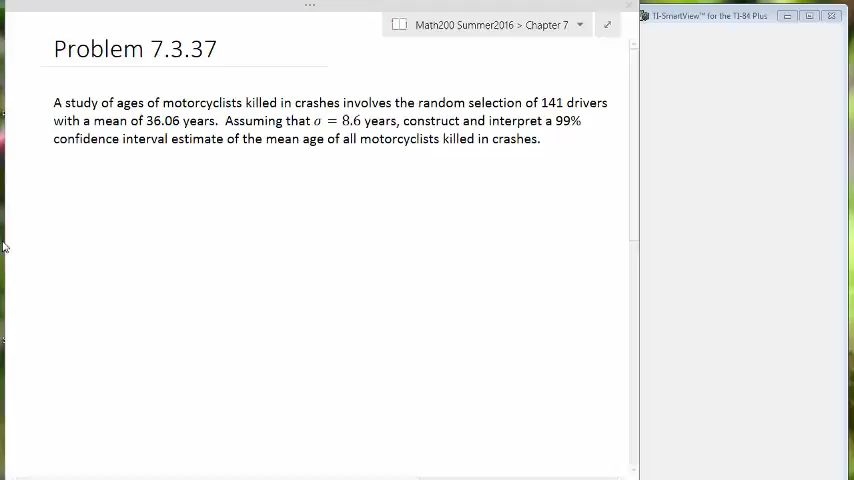 Math200 Summer2016 > Chapter 7
TI-SmartView™ for the TI-84 Plus
Problem 7.3.37
A study of ages of motorcyclists killed in crashes involves the random selection of 141 drivers
with a mean of 36.06 years. Assuming that σ = 8.6 years, construct and interpret a 99%
confidence interval estimate of the mean age of all motorcyclists killed in crashes.